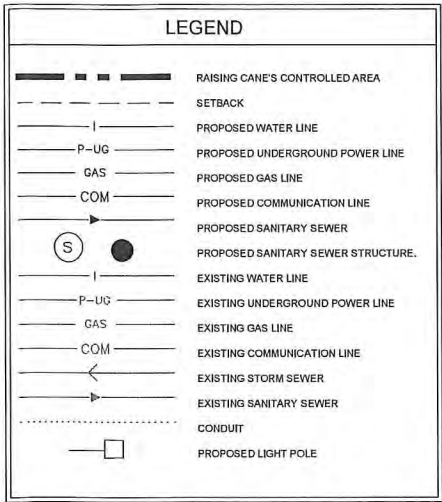 LEGEND
RAISING CANE'S CONTROLLED AREA
SETBACK
I PROPOSED WATER LINE
P-UG PROPOSED UNDERGROUND POWER LINE
GAS PROPOSED GAS LINE
COM PROPOSED COMMUNICATION LINE
PROPOSED SANITARY SEWER
S PROPOSED SANITARY SEWER STRUCTURE.
I EXISTING WATER LINE
P-UG EXISTING UNDERGROUND POWER LINE
GAS EXISTING GAS LINE
COM EXISTING COMMUNICATION LINE
EXISTING STORM SEWER
EXISTING SANITARY SEWER
CONDUIT
PROPOSED LIGHT POLE